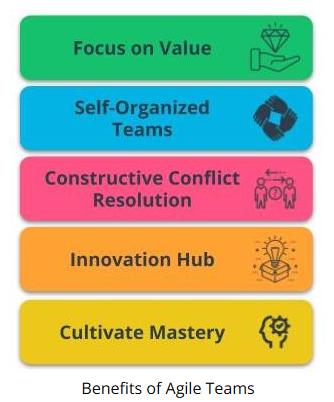 Focus on Value
Self-Organized
Teams
Constructive Conflict
Resolution
Innovation Hub
Cultivate Mastery
Benefits of Agile Teams